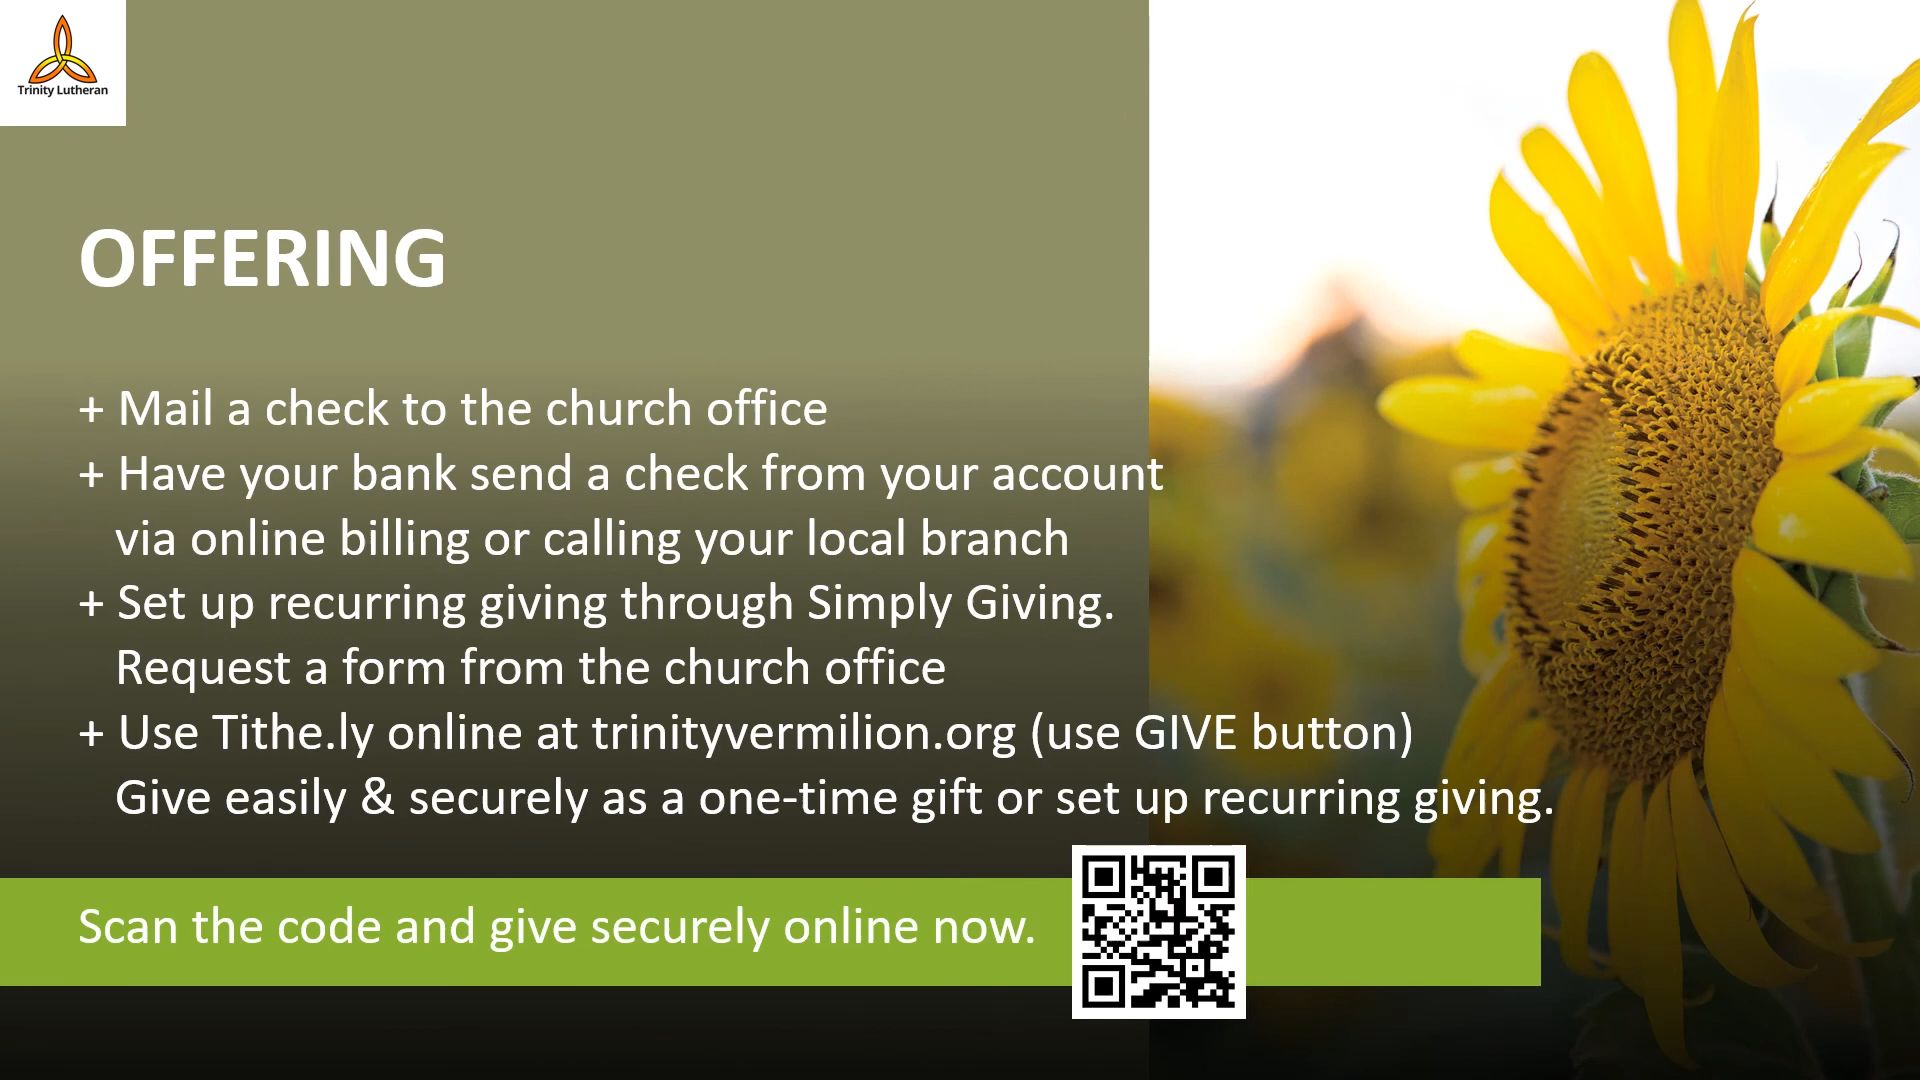 Trinity Lutheran
OFFERING
+ Mail a check to the church office
+ Have your bank send a check from your account
via online billing or calling your local branch
+ Set up recurring giving through Simply Giving.
Request a form from the church office
+ Use Tithe.ly online at trinityvermilion.org (use GIVE button)
Give easily & securely as a one-time gift or set up recurring giving.
Scan the code and give securely online now.